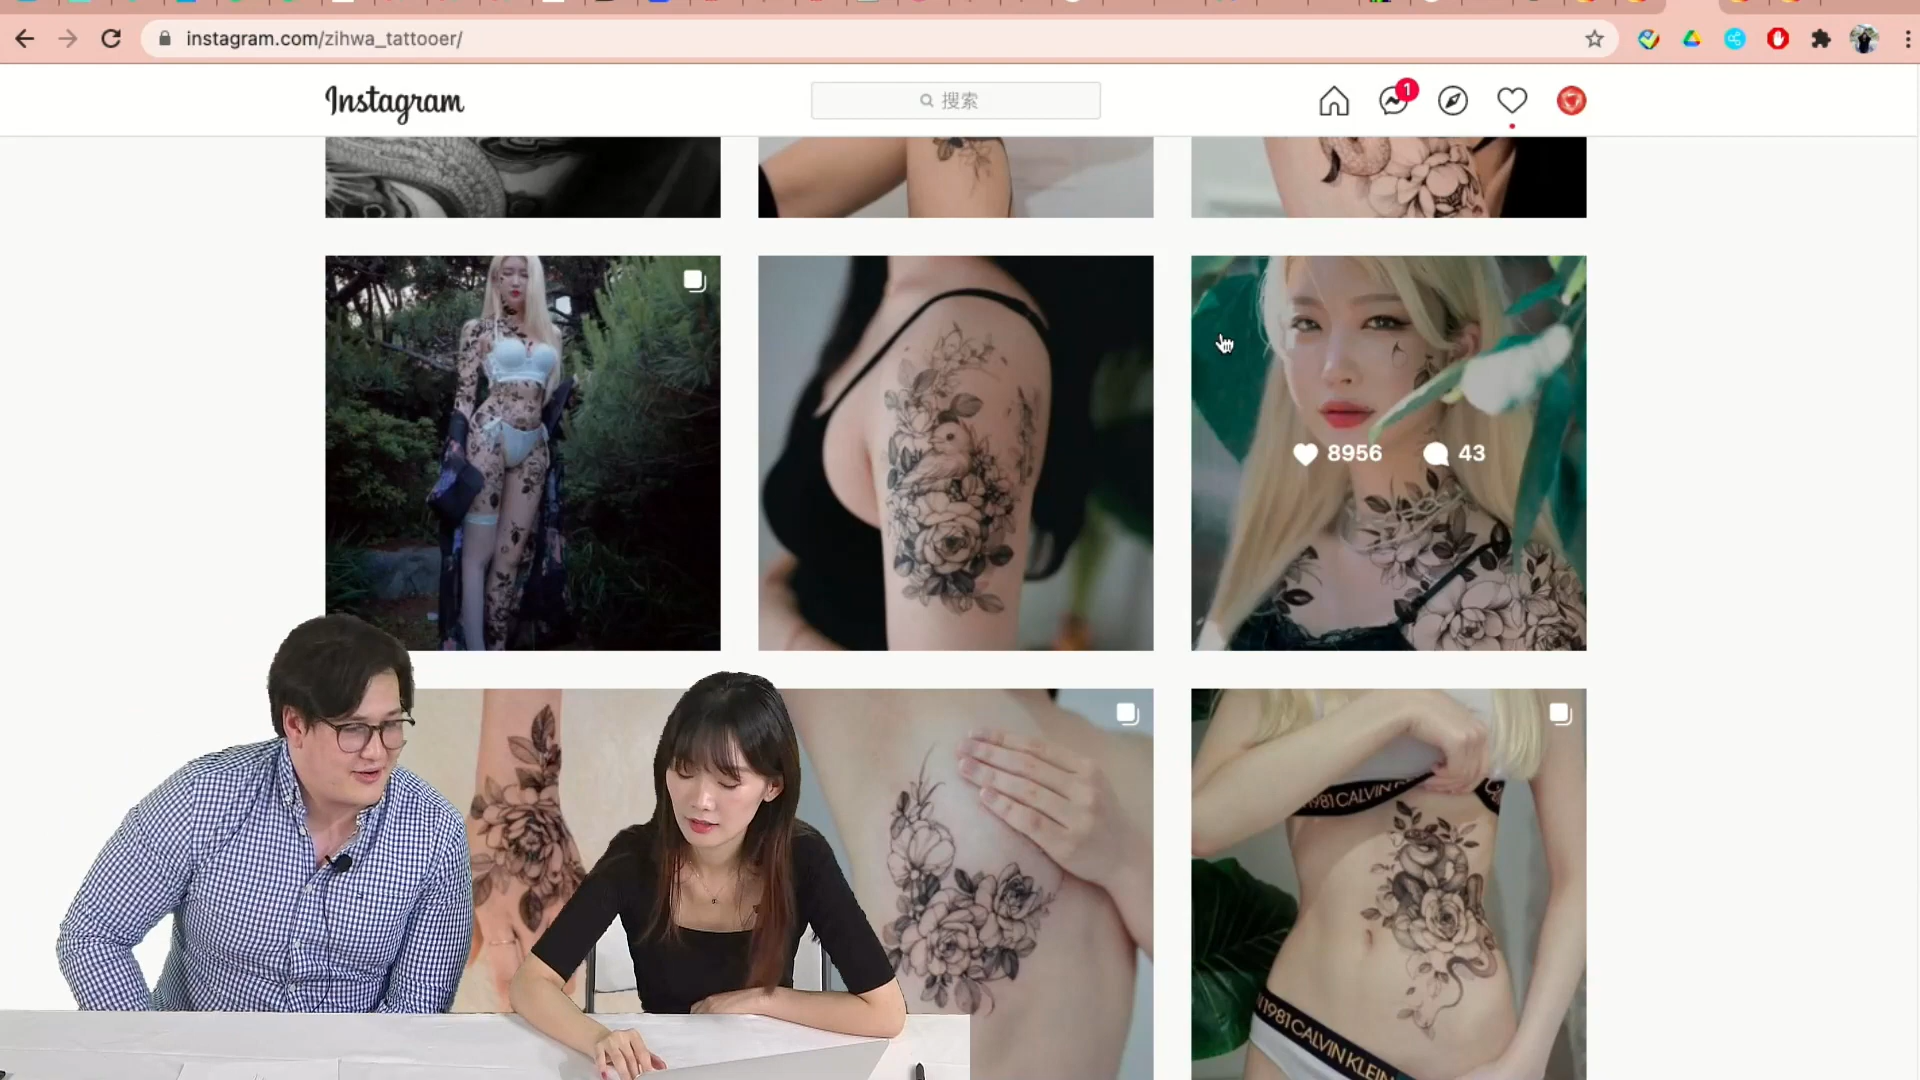 instagram.com/zihwa_tattooer/
Instagram
搜索
1
8956
43
1981 CALVIN
1981 CALVIN KLEIN